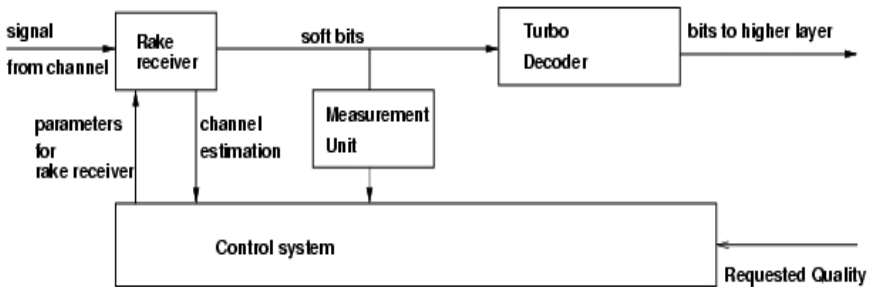 signal
from channel
Rake
receiver
soft bits
Turbo
Decoder
bits to higher layer
parameters
for
rake receiver
channel
estimation
Measurement
Unit
Control system
Requested Quality